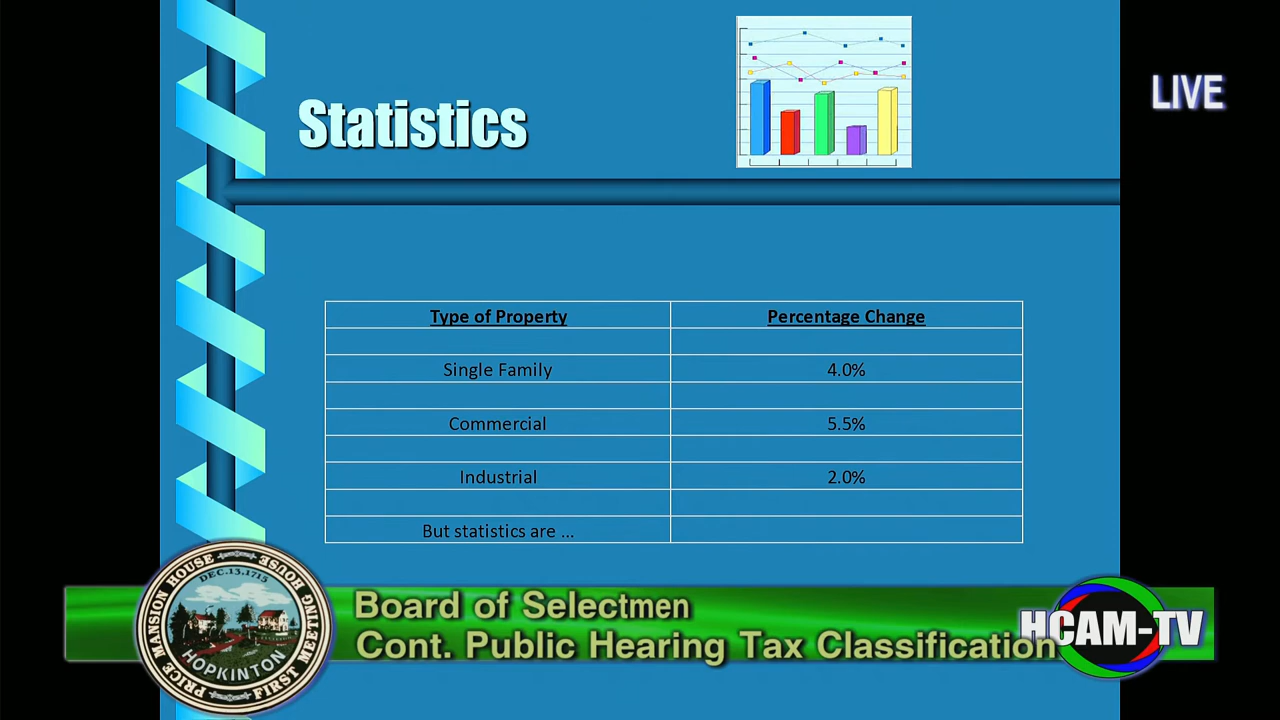 LIVE
Statistics
Type of Property Percentage Change
Single Family 4.0%
Commercial 5.5%
Industrial 2.0%
But statistics are ...
Board of Selectmen
Cont. Public Hearing Tax Classification
HCAM-TV
PRICE MANSION HOUSE
FIRST MEETING HOUSE
DEC.13.1715
HOPKINTON